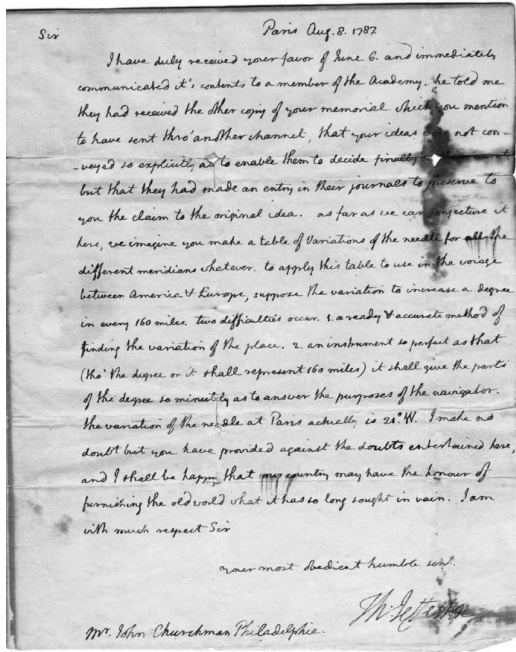 Sir Paris Aug. 8. 1787
I have duly received your favor of June 6. and immediately
communicated it's contents to a member of the Academy. he told me
they had received the other copy of your memorial which you mention
to have sent thro' another channel, that your ideas were not con-
-veyed so explicitly as to enable them to decide finally
but that they had made an entry in their journals to preserve to
you the claim to the original idea. as far as we can conjecture it
here, we imagine you make a table of variations of the needle for all the
different meridians whatever. to apply this table to use in the voiage
between America & Europe, suppose the variation to increase a degree
in every 160 miles. two difficulties occur. 1. a ready & accurate method of
finding the variation of the place. 2. an instrument so perfect as that
(tho' the degree on it shall represent 160 miles) it shall give the parts
of the degree so minutely as to answer the purposes of the navigator.
the variation of the needle at Paris actually is 21.° W. I make no
doubt but you have provided against the doubts entertained here,
and I shall be happy that our country may have the honour of
furnishing the old world what it has so long sought in vain. I am
with much respect Sir
your most obedient humble servt.
Th: Jefferson
Mr. John Churchman Philadelphia.